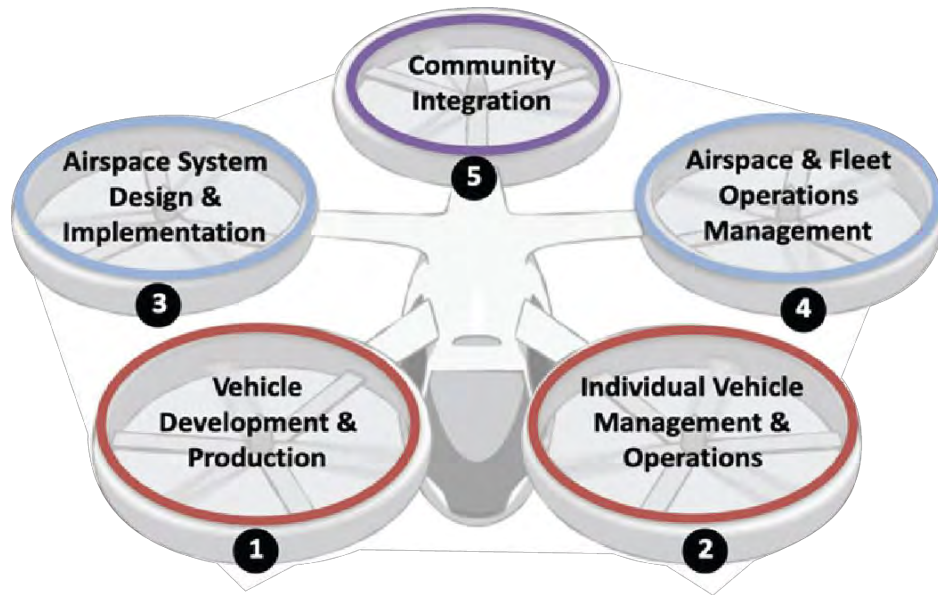 Community
Integration
5
Airspace System
Design &
Implementation
3
Airspace & Fleet
Operations
Management
4
Vehicle
Development &
Production
1
Individual Vehicle
Management &
Operations
2